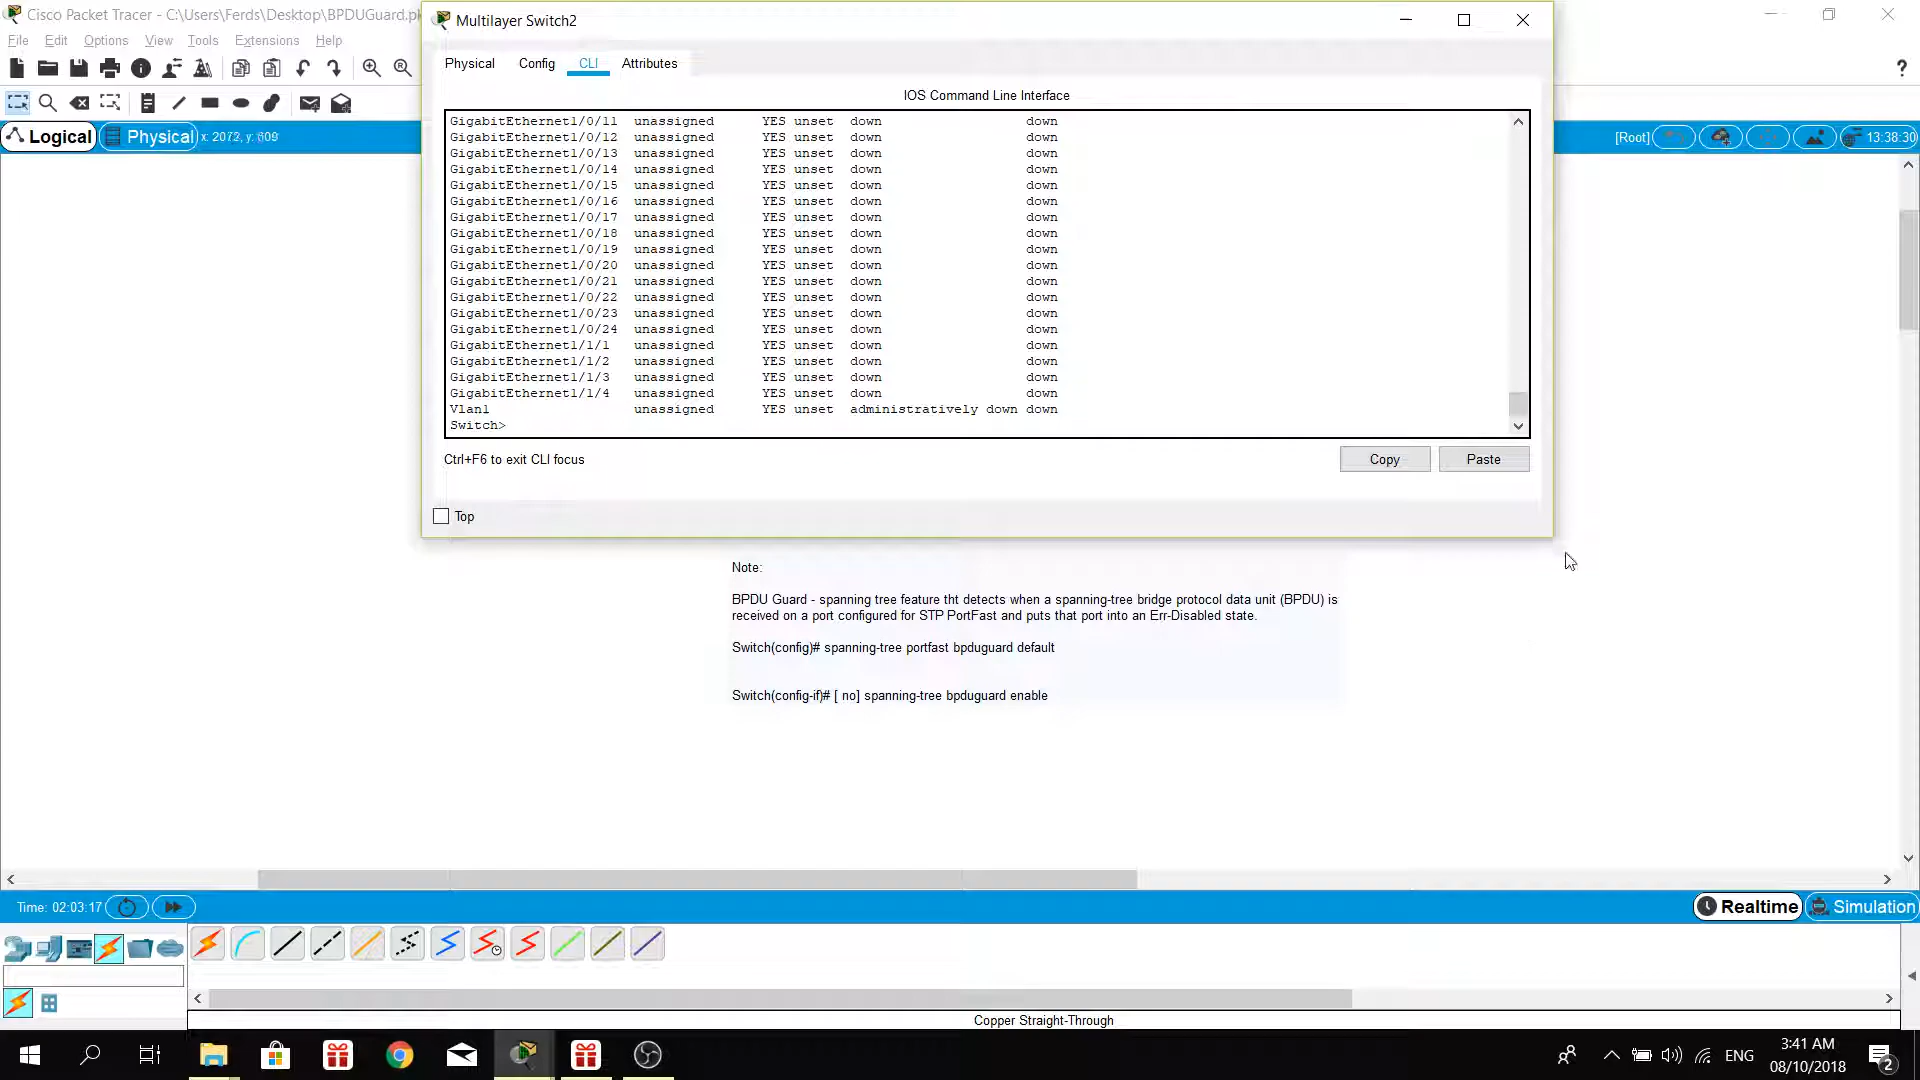 Cisco Packet Tracer - C:\Users\Ferds\Desktop\BPDUGuard.pk
File Edit Options View Tools Extensions Help
Logical Physical x: 2072, y: 609
[Root] 13:38:30
Multilayer Switch2
Physical Config CLI Attributes
IOS Command Line Interface
GigabitEthernet1/0/11 unassigned YES unset down down
GigabitEthernet1/0/12 unassigned YES unset down down
GigabitEthernet1/0/13 unassigned YES unset down down
GigabitEthernet1/0/14 unassigned YES unset down down
GigabitEthernet1/0/15 unassigned YES unset down down
GigabitEthernet1/0/16 unassigned YES unset down down
GigabitEthernet1/0/17 unassigned YES unset down down
GigabitEthernet1/0/18 unassigned YES unset down down
GigabitEthernet1/0/19 unassigned YES unset down down
GigabitEthernet1/0/20 unassigned YES unset down down
GigabitEthernet1/0/21 unassigned YES unset down down
GigabitEthernet1/0/22 unassigned YES unset down down
GigabitEthernet1/0/23 unassigned YES unset down down
GigabitEthernet1/0/24 unassigned YES unset down down
GigabitEthernet1/1/1 unassigned YES unset down down
GigabitEthernet1/1/2 unassigned YES unset down down
GigabitEthernet1/1/3 unassigned YES unset down down
GigabitEthernet1/1/4 unassigned YES unset down down
Vlan1 unassigned YES unset administratively down down
Switch>
Ctrl+F6 to exit CLI focus
Copy Paste
Top
Note:
BPDU Guard - spanning tree feature tht detects when a spanning-tree bridge protocol data unit (BPDU) is
received on a port configured for STP PortFast and puts that port into an Err-Disabled state.
Switch(config)# spanning-tree portfast bpduguard default
Switch(config-if)# [ no] spanning-tree bpduguard enable
Time: 02:03:17
Realtime Simulation
Copper Straight-Through
ENG
3:41 AM
08/10/2018
2